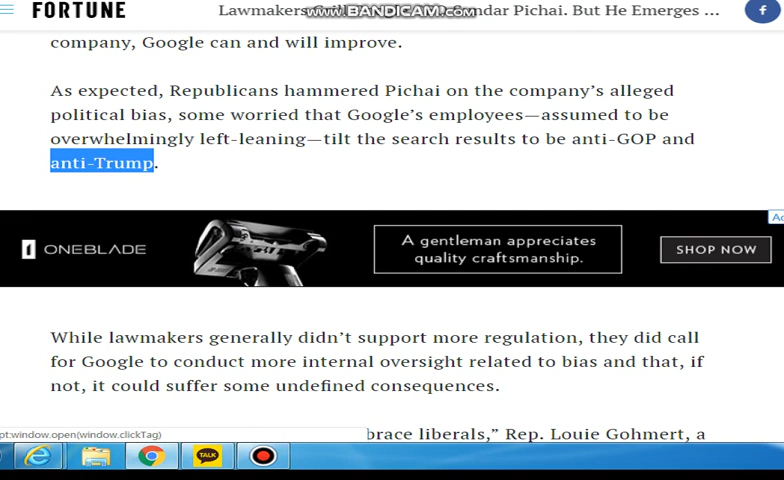 FORTUNE
Lawmakers
www.BANDICAM.com
ndar Pichai. But He Emerges ...
f
company, Google can and will improve.
As expected, Republicans hammered Pichai on the company's alleged
political bias, some worried that Google's employees—assumed to be
overwhelmingly left-leaning—tilt the search results to be anti-GOP and
anti-Trump.
ONEBLADE
A gentleman appreciates
quality craftsmanship.
SHOP NOW
While lawmakers generally didn't support more regulation, they did call
for Google to conduct more internal oversight related to bias and that, if
not, it could suffer some undefined consequences.
pt:window.open(window.clickTag)
brace liberals,” Rep. Louie Gohmert, a
TALK